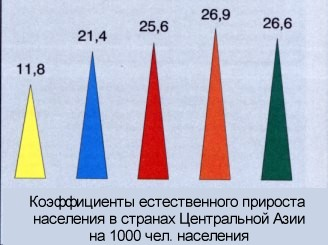 11,8
21,4
25,6
26,9
26,6
Коэффициенты естественного прироста
населения в странах Центральной Азии
на 1000 чел. населения